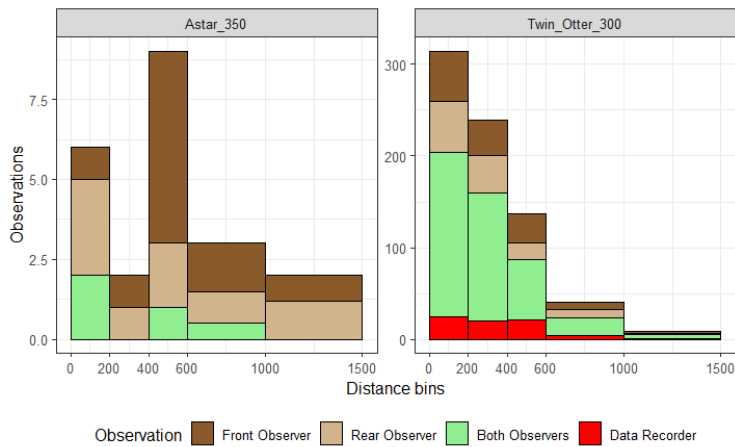 Astar_350
Twin_Otter_300
Observations
7.5
5.0
2.5
0.0
300
200
100
0
0 200 400 600 1000 1500
0 200 400 600 1000 1500
Distance bins
Observation Front Observer Rear Observer Both Observers Data Recorder